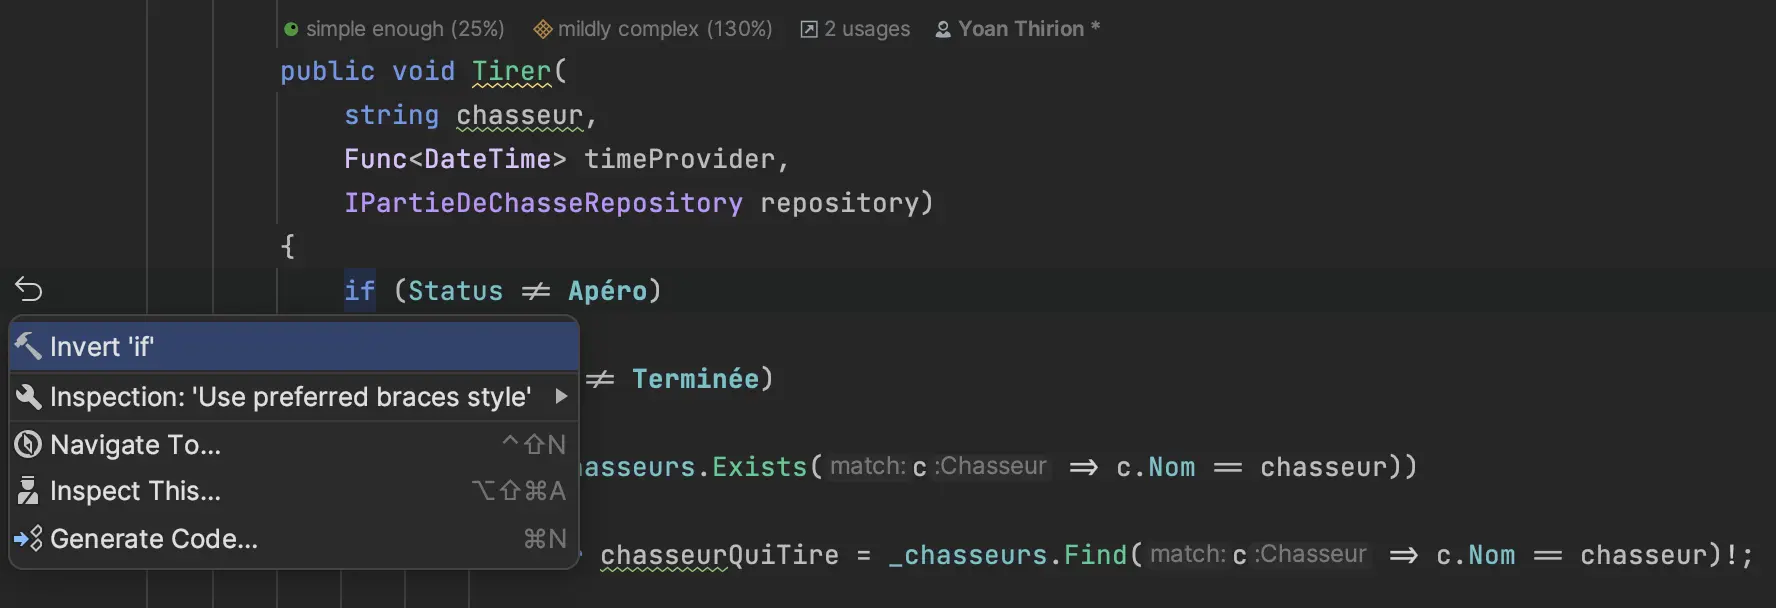 simple enough (25%) mildly complex (130%) 2 usages Yoan Thirion *
public void Tirer(
string chasseur,
Func<DateTime> timeProvider,
IPartieDeChasseRepository repository)
{
if (Status ≠ Apéro)
Invert 'if'
≠ Terminée)
Inspection: 'Use preferred braces style'
Navigate To... ^⇧N
asseurs.Exists( match: c :Chasseur ⇒ c.Nom == chasseur))
Inspect This... ⌥⇧⌘A
Generate Code... ⌘N
chasseurQuiTire = _chasseurs.Find( match: c :Chasseur ⇒ c.Nom == chasseur)!;